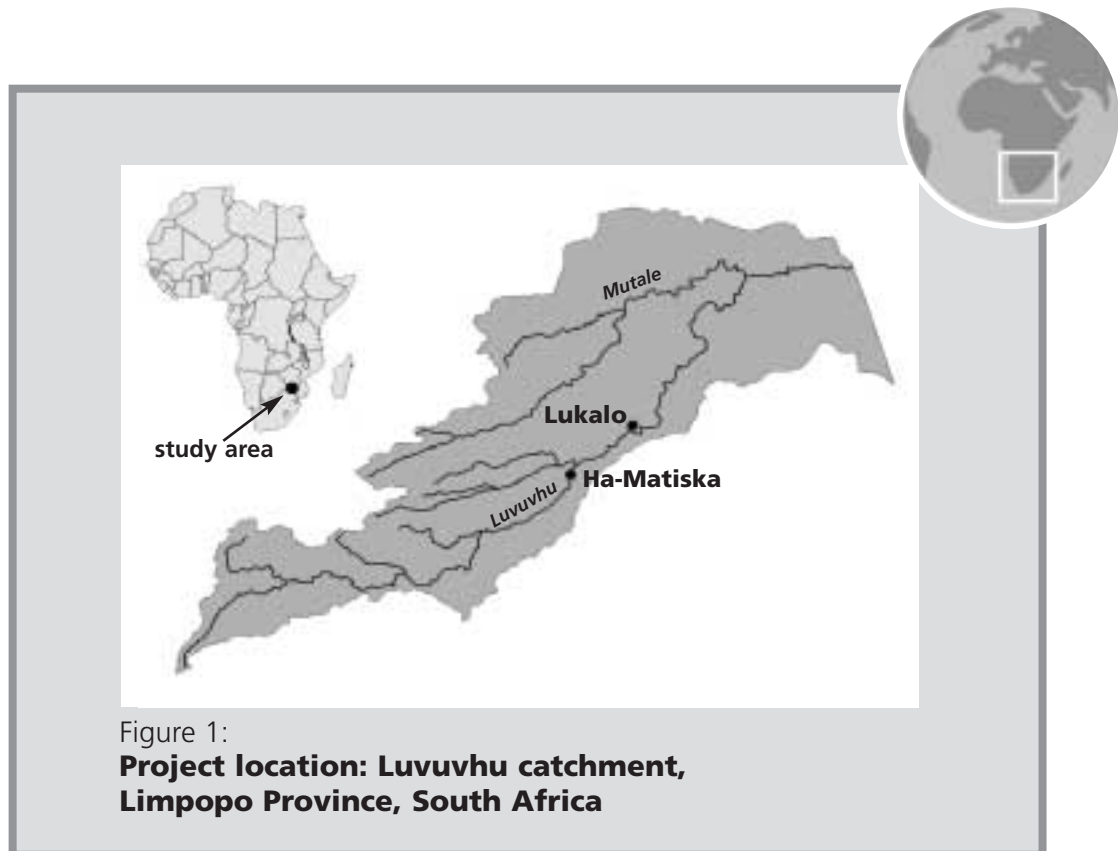 Mutale
Lukalo
study area
Ha-Matiska
Luvuvhu
Figure 1:
Project location: Luvuvhu catchment,
Limpopo Province, South Africa